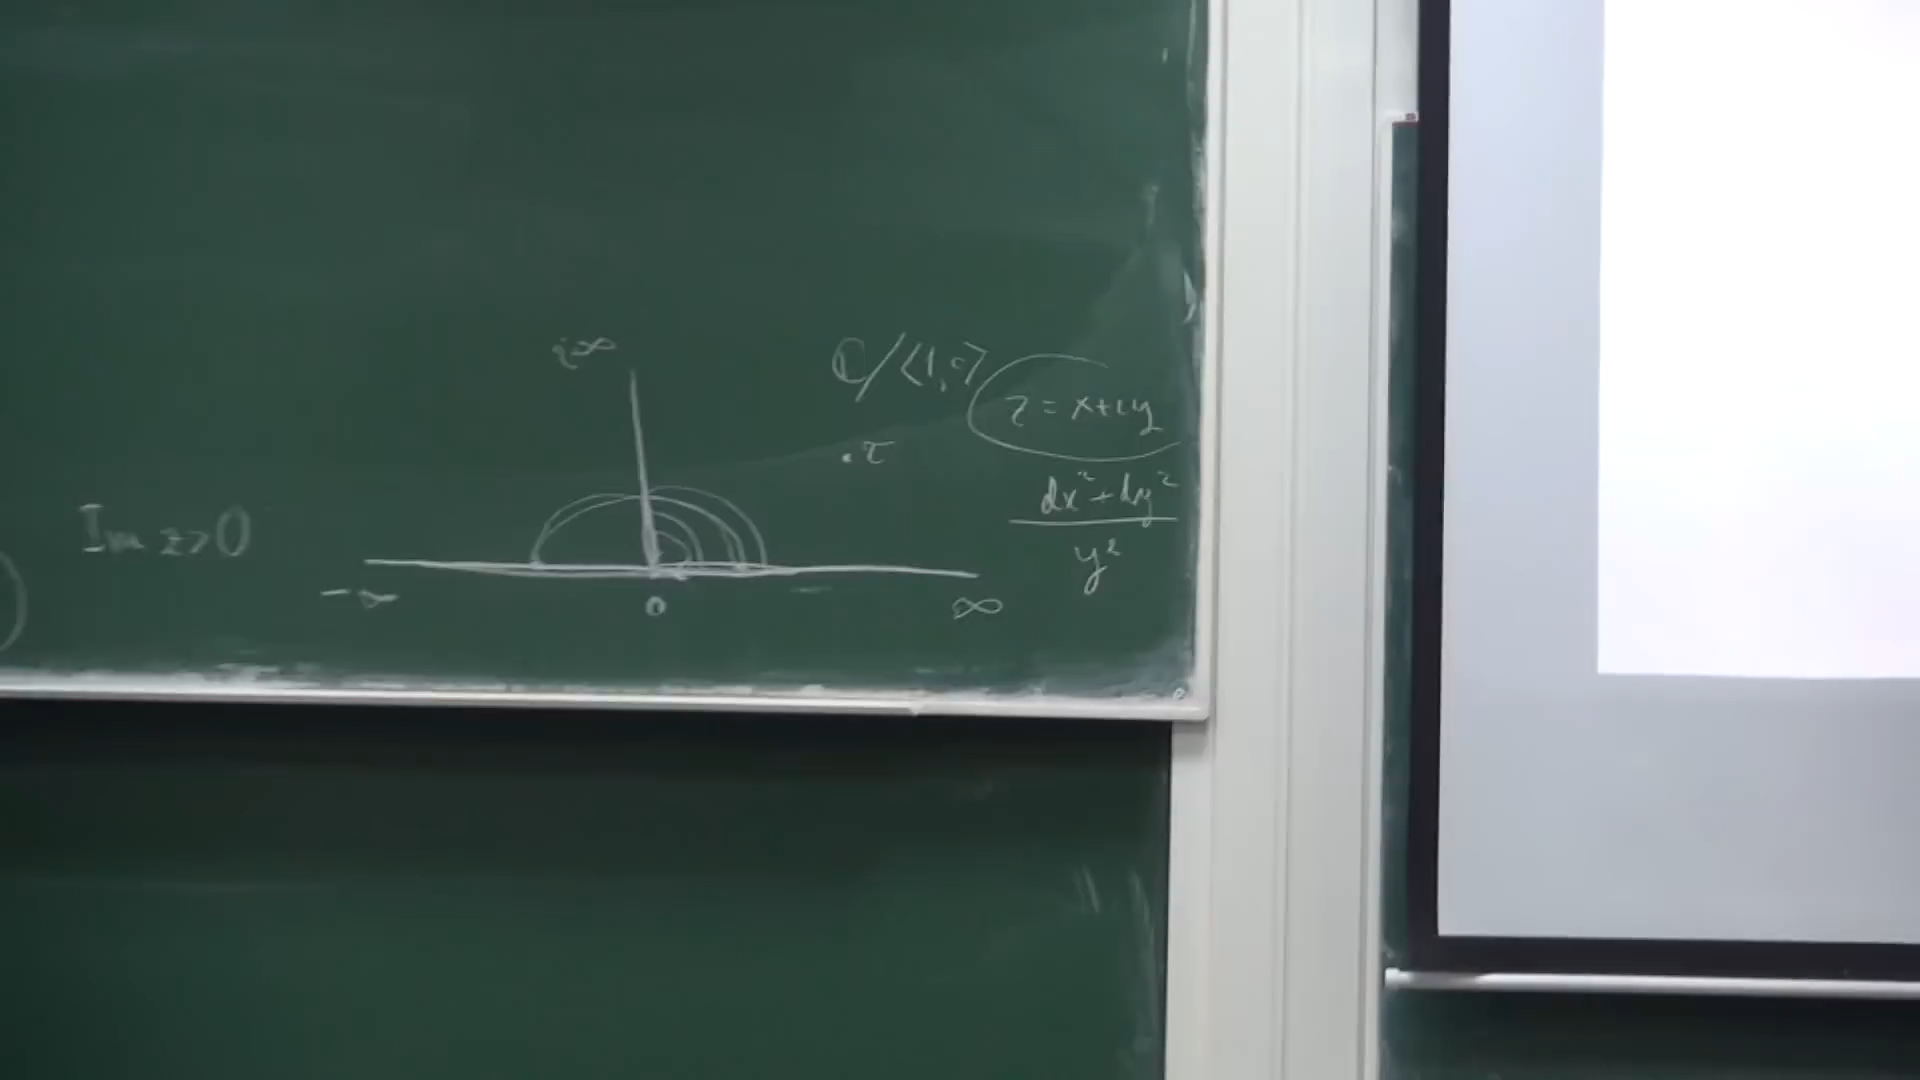 i∞
ℂ/⟨1,τ⟩
z = x+iy
.τ
dx²+dy²
y²
Im z>0
-∞
0
∞